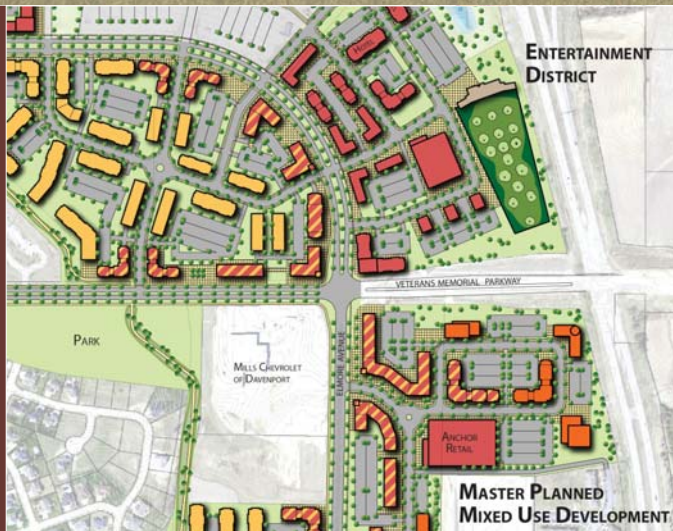 Hotel
ENTERTAINMENT
DISTRICT
VETERANS MEMORIAL PARKWAY
PARK
MILLS CHEVROLET
OF DAVENPORT
ELMORE AVENUE
ANCHOR
RETAIL
MASTER PLANNED
MIXED USE DEVELOPMENT